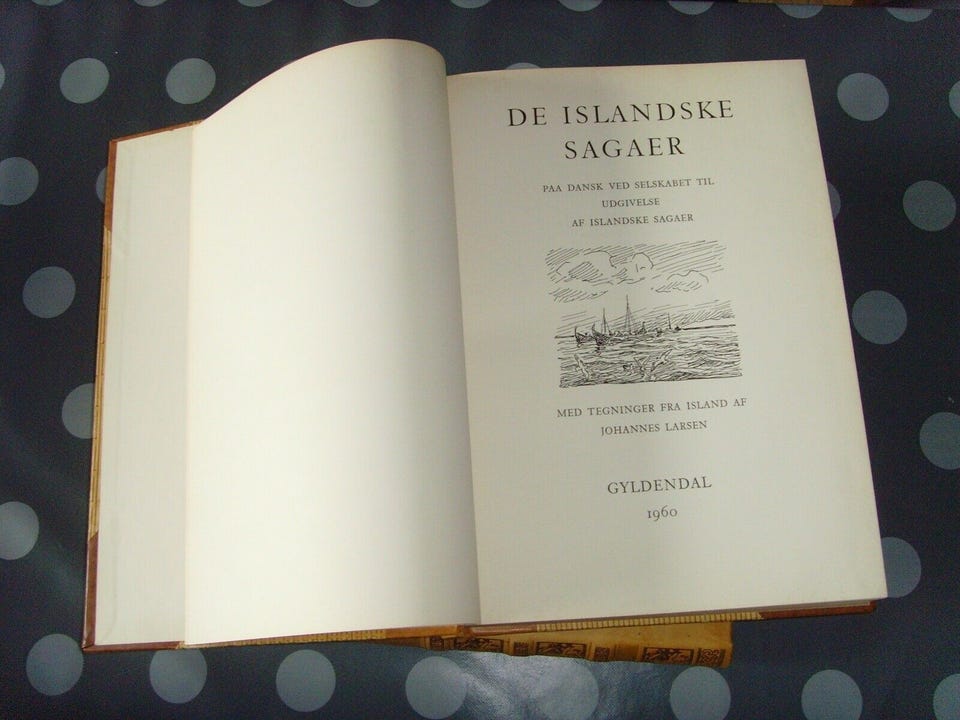 DE ISLANDSKE
SAGAER
PAA DANSK VED SELSKABET TIL
UDGIVELSE
AF ISLANDSKE SAGAER
MED TEGNINGER FRA ISLAND AF
JOHANNES LARSEN
GYLDENDAL
1960